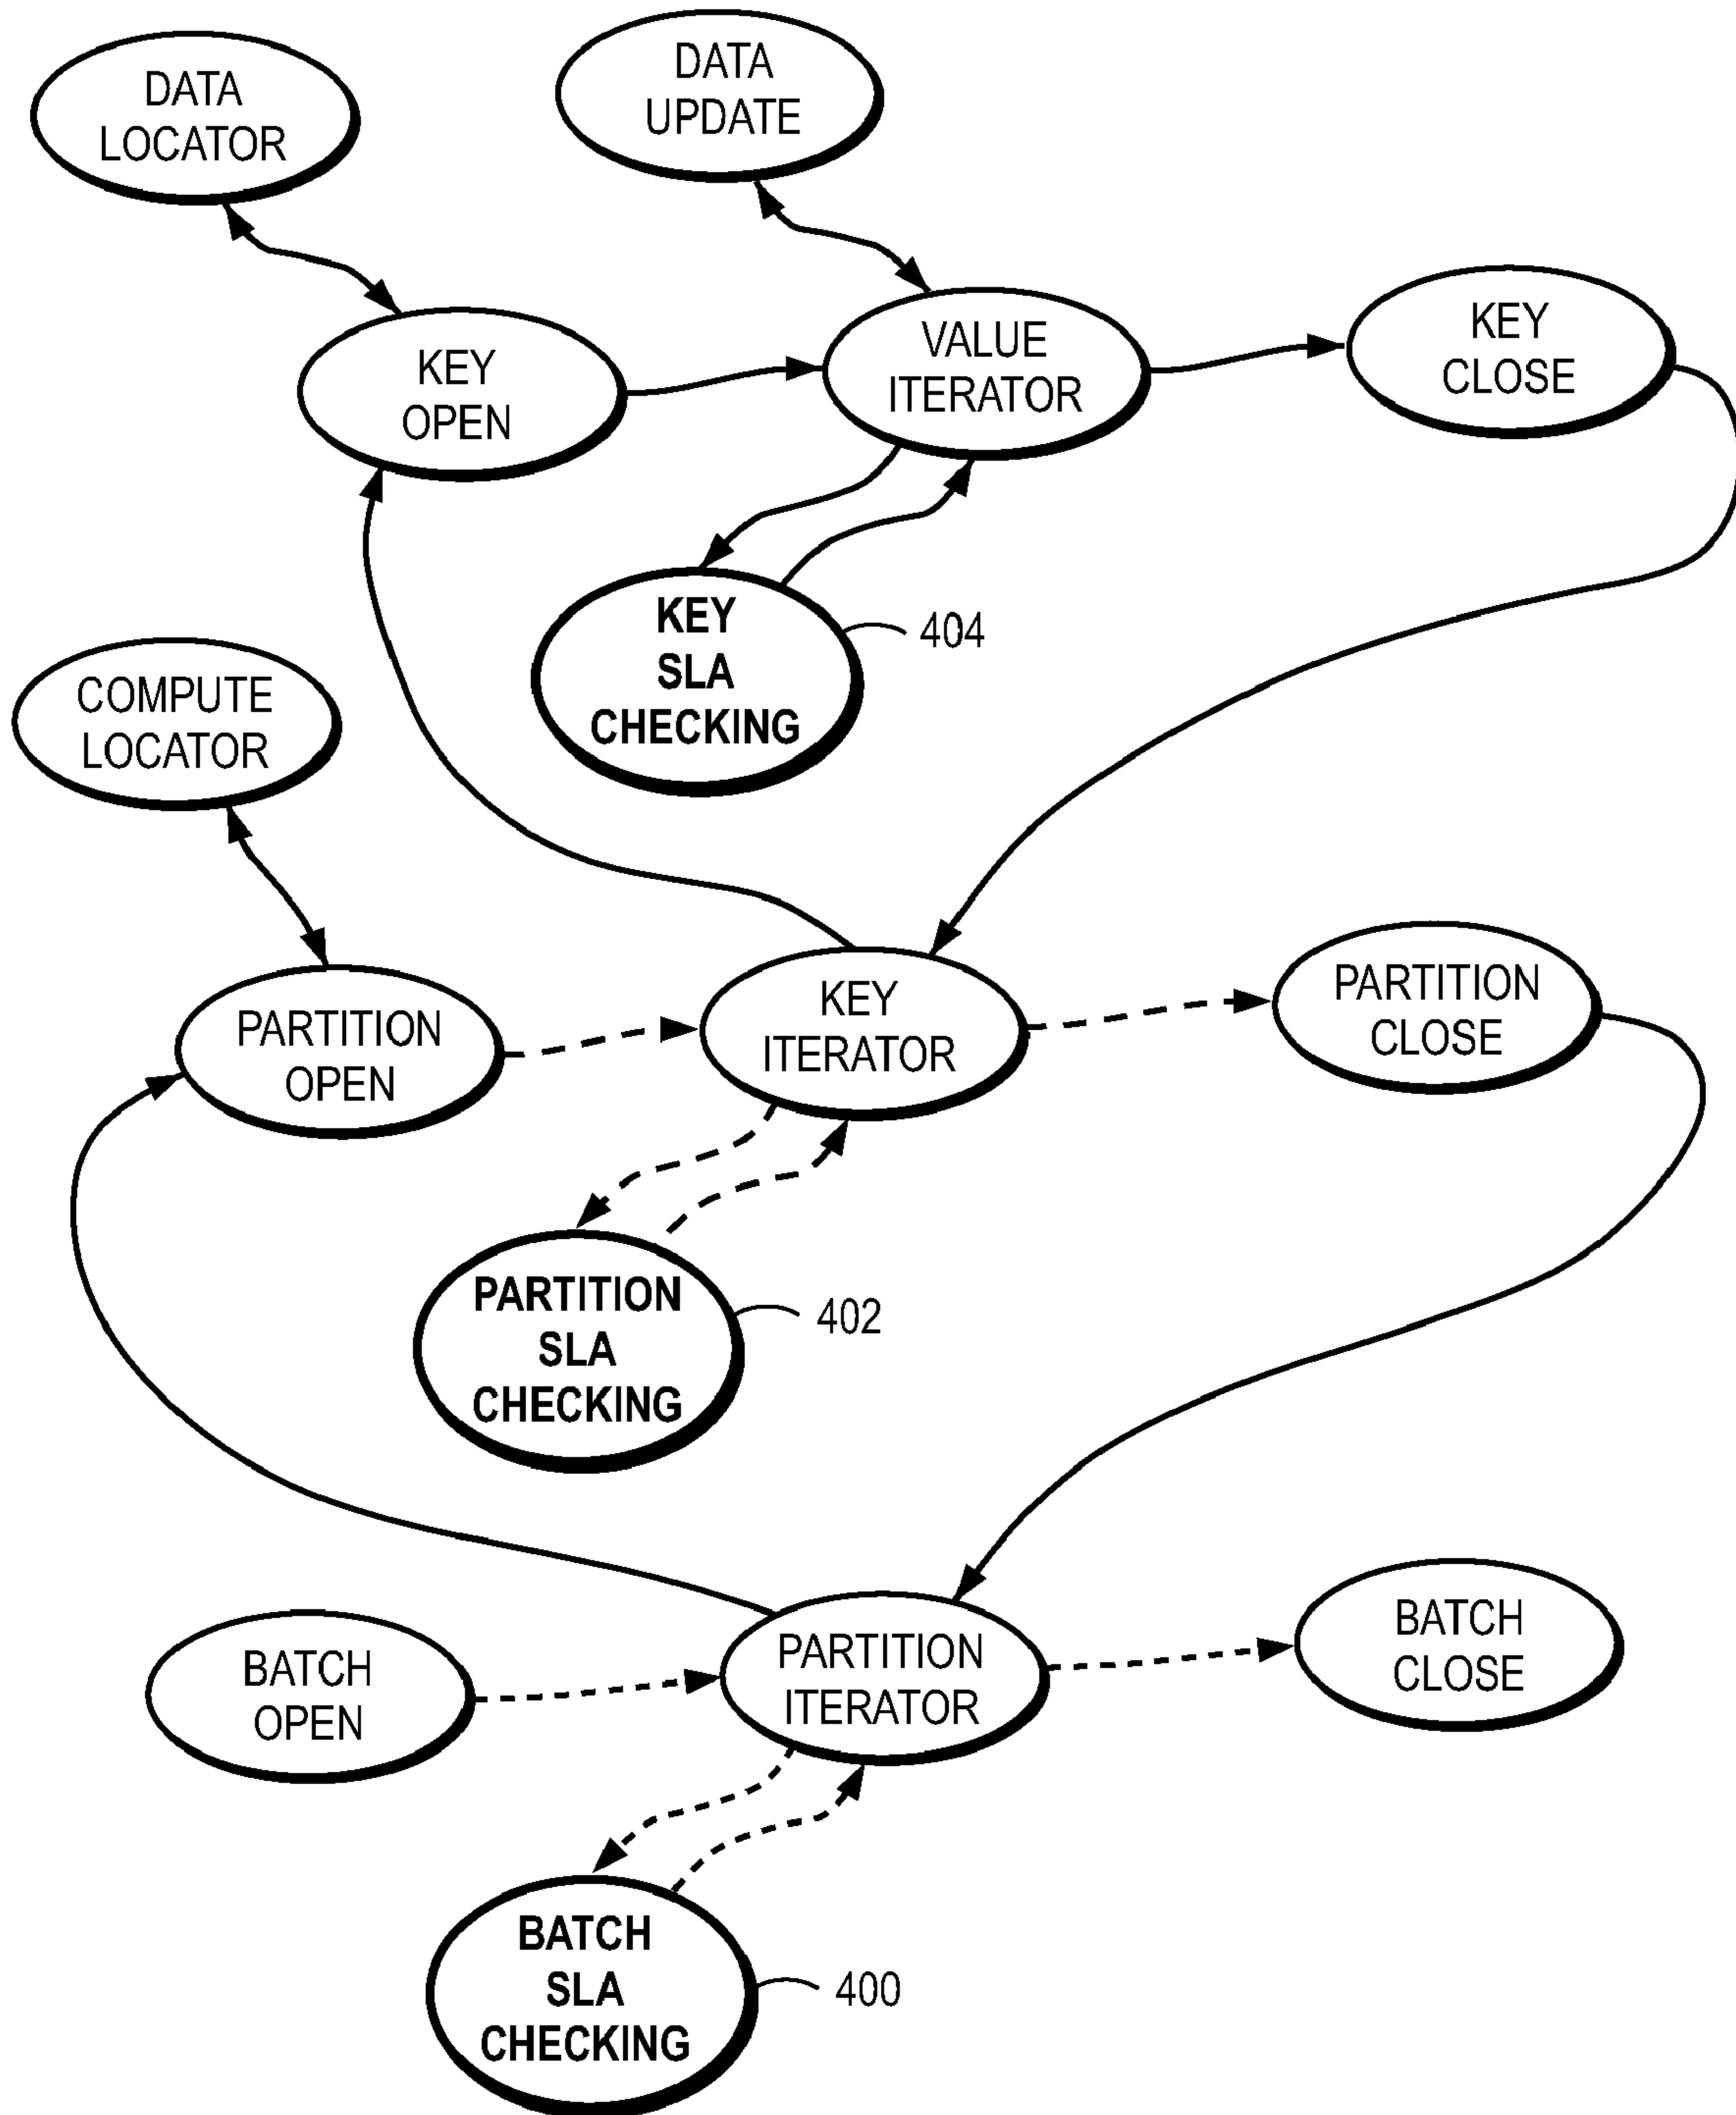 DATA
LOCATOR
DATA
UPDATE
KEY
OPEN
VALUE
ITERATOR
KEY
CLOSE
KEY
SLA
CHECKING
404
COMPUTE
LOCATOR
PARTITION
OPEN
KEY
ITERATOR
PARTITION
CLOSE
PARTITION
SLA
CHECKING
402
BATCH
OPEN
PARTITION
ITERATOR
BATCH
CLOSE
BATCH
SLA
CHECKING
400